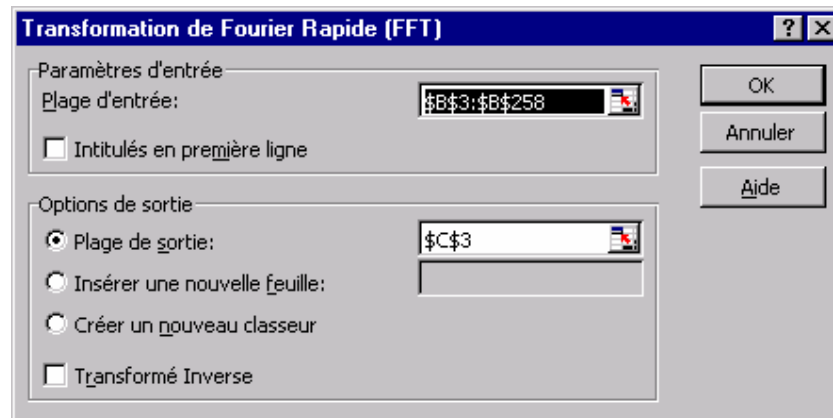 Transformation de Fourier Rapide (FFT)
? X
Paramètres d'entrée
Plage d'entrée: $B$3:$B$258
Intitulés en première ligne
OK
Annuler
Aide
Options de sortie
Plage de sortie: $C$3
Insérer une nouvelle feuille:
Créer un nouveau classeur
Transformé Inverse